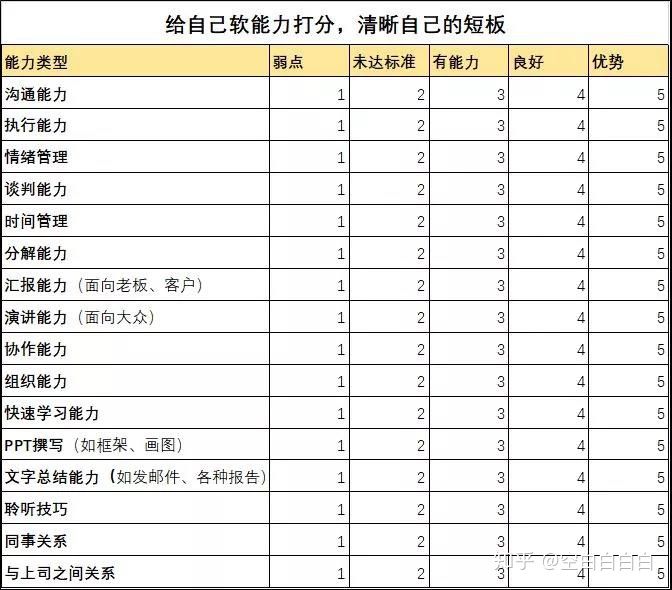 给自己软能力打分，清晰自己的短板
能力类型 弱点 未达标准 有能力 良好 优势
沟通能力 1 2 3 4 5
执行能力 1 2 3 4 5
情绪管理 1 2 3 4 5
谈判能力 1 2 3 4 5
时间管理 1 2 3 4 5
分解能力 1 2 3 4 5
汇报能力（面向老板、客户） 1 2 3 4 5
演讲能力（面向大众） 1 2 3 4 5
协作能力 1 2 3 4 5
组织能力 1 2 3 4 5
快速学习能力 1 2 3 4 5
PPT撰写（如框架、画图） 1 2 3 4 5
文字总结能力（如发邮件、各种报告） 1 2 3 4 5
聆听技巧 1 2 3 4 5
同事关系 1 2 3 4 5
与上司之间关系 1 2 3 4 5
知乎 @空白白白白